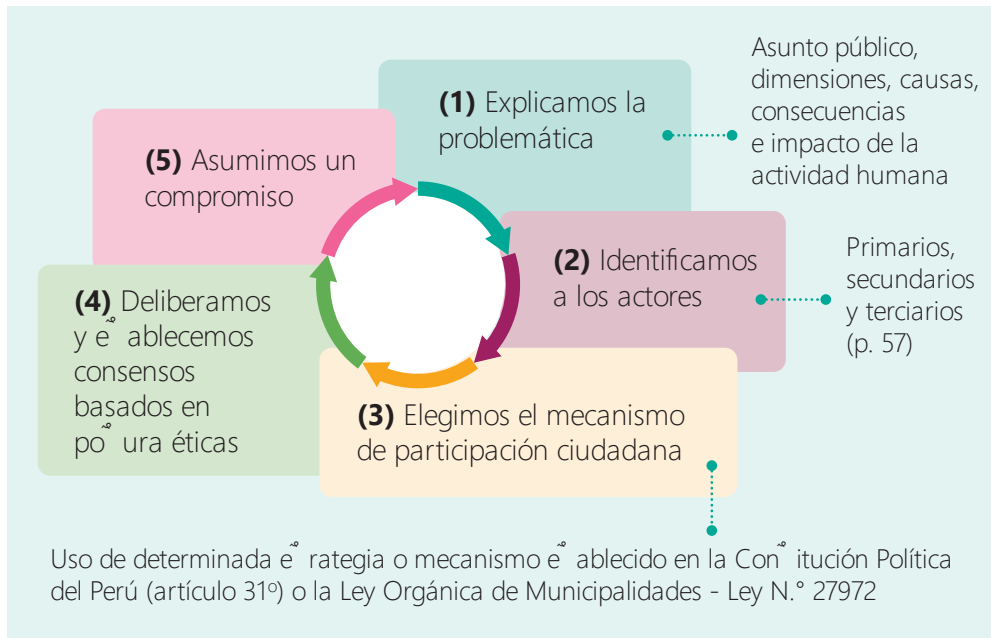 (1) Explicamos la
problemática
Asunto público,
dimensiones, causas,
consecuencias
e impacto de la
actividad humana
(2) Identificamos
a los actores
Primarios,
secundarios
y terciarios
(p. 57)
(3) Elegimos el mecanismo
de participación ciudadana
Uso de determinada e ̃ rategia o mecanismo e ̃ ablecido en la Con ̃ itución Política
del Perú (artículo 31º) o la Ley Orgánica de Municipalidades - Ley N.° 27972
(4) Deliberamos
y e ̃ ablecemos
consensos
basados en
po ̃ ura éticas
(5) Asumimos un
compromiso